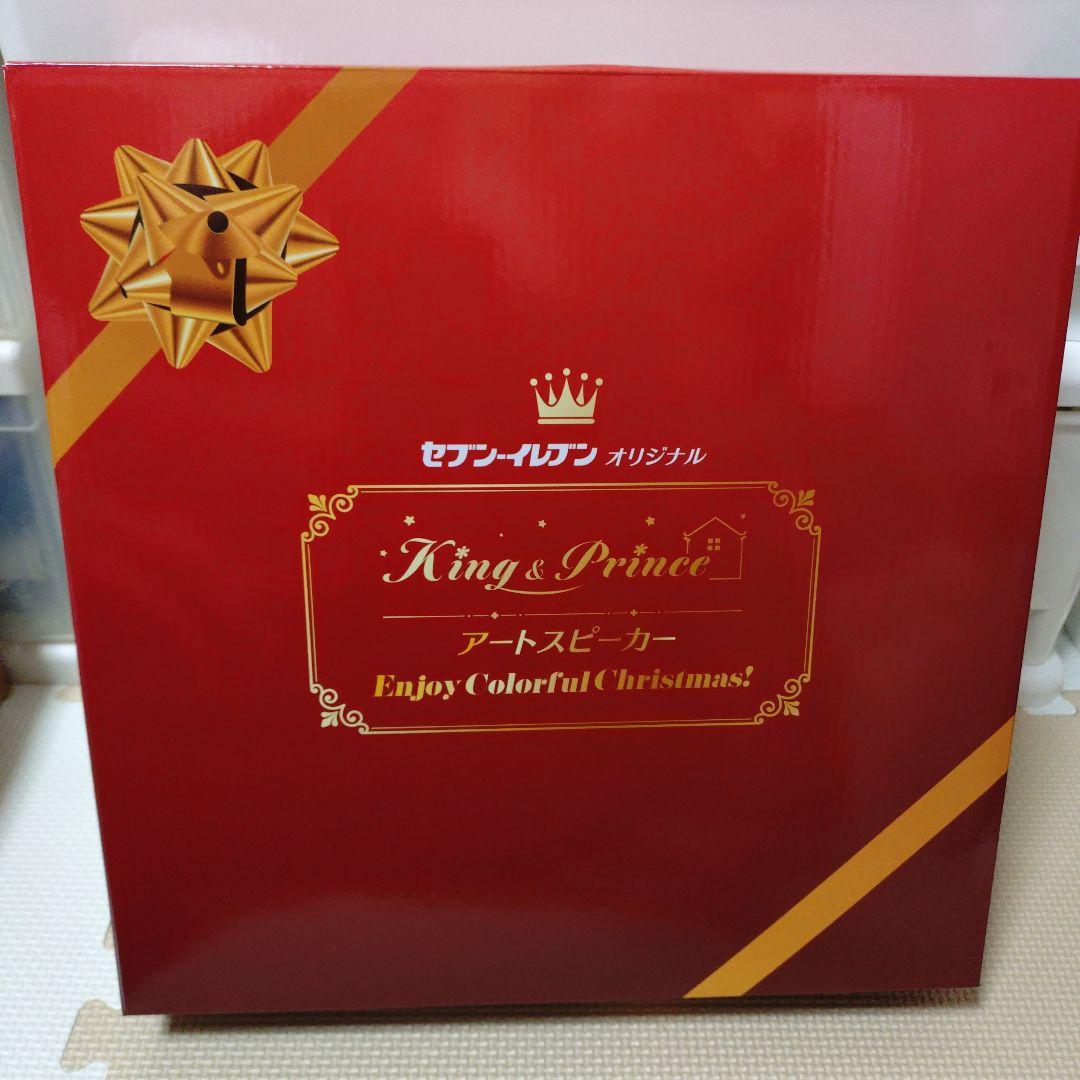 セブン-イレブン オリジナル
King & Prince
アートスピーカー
Enjoy Colorful Christmas!